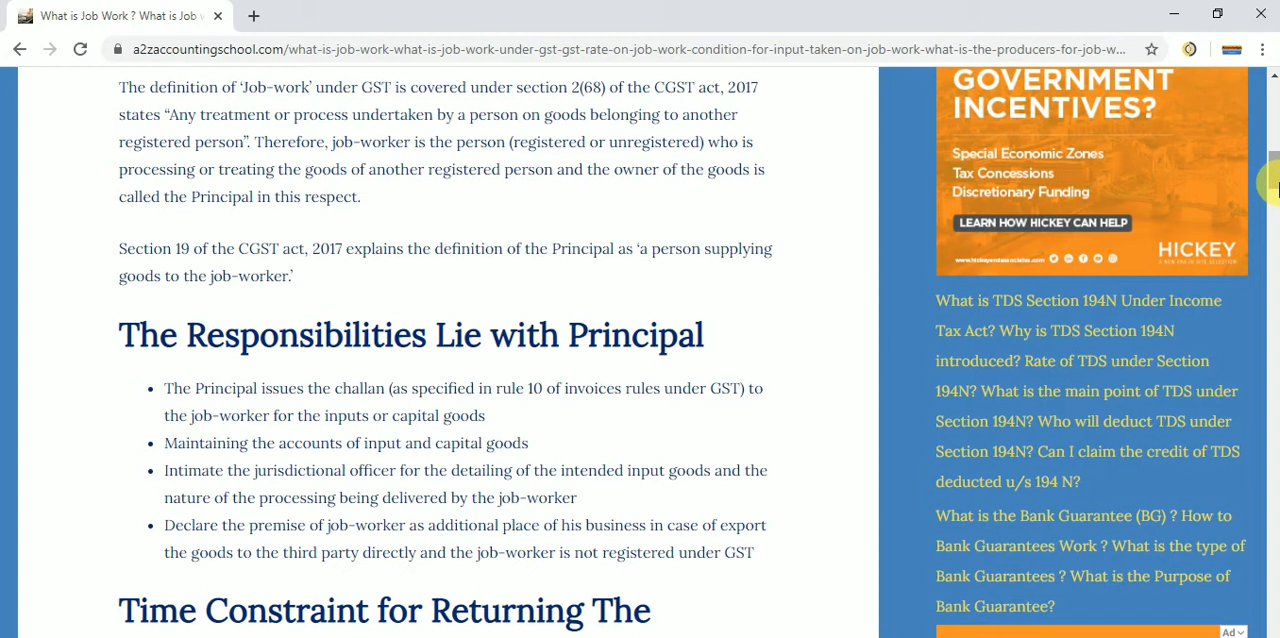 What is Job Work ? What is Job
a2zaccountingschool.com/what-is-job-work-what-is-job-work-under-gst-gst-rate-on-job-work-condition-for-input-taken-on-job-work-what-is-the-producers-for-job-w...
The definition of ‘Job-work’ under GST is covered under section 2(68) of the CGST act, 2017
states “Any treatment or process undertaken by a person on goods belonging to another
registered person”. Therefore, job-worker is the person (registered or unregistered) who is
processing or treating the goods of another registered person and the owner of the goods is
called the Principal in this respect.
Section 19 of the CGST act, 2017 explains the definition of the Principal as ‘a person supplying
goods to the job-worker.’
The Responsibilities Lie with Principal
• The Principal issues the challan (as specified in rule 10 of invoices rules under GST) to
the job-worker for the inputs or capital goods
• Maintaining the accounts of input and capital goods
• Intimate the jurisdictional officer for the detailing of the intended input goods and the
nature of the processing being delivered by the job-worker
• Declare the premise of job-worker as additional place of his business in case of export
the goods to the third party directly and the job-worker is not registered under GST
Time Constraint for Returning The
GOVERNMENT
INCENTIVES?
Special Economic Zones
Tax Concessions
Discretionary Funding
LEARN HOW HICKEY CAN HELP
HICKEY
A NEW ERA IN SITE SELECTION
www.hickeyandassociates.com
What is TDS Section 194N Under Income
Tax Act? Why is TDS Section 194N
introduced? Rate of TDS under Section
194N? What is the main point of TDS under
Section 194N? Who will deduct TDS under
Section 194N? Can I claim the credit of TDS
deducted u/s 194 N?
What is the Bank Guarantee (BG) ? How to
Bank Guarantees Work ? What is the type of
Bank Guarantees ? What is the Purpose of
Bank Guarantee?
Ad